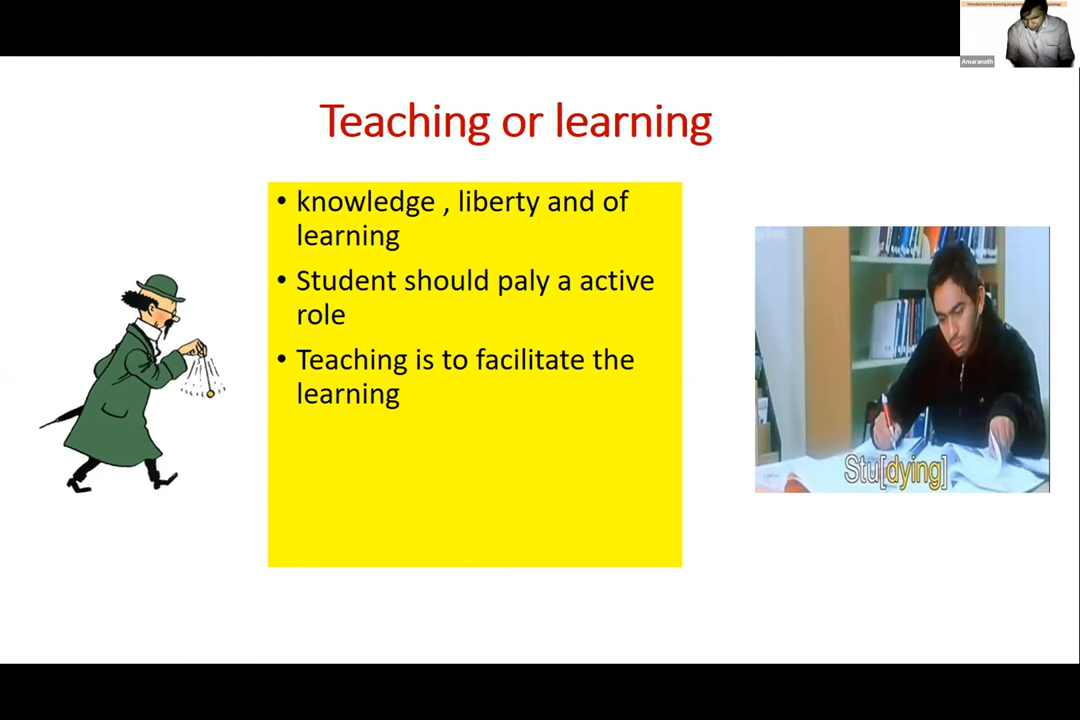 Amaranath
Teaching or learning
• knowledge , liberty and of
learning
• Student should paly a active
role
• Teaching is to facilitate the
learning
Stu[dying]